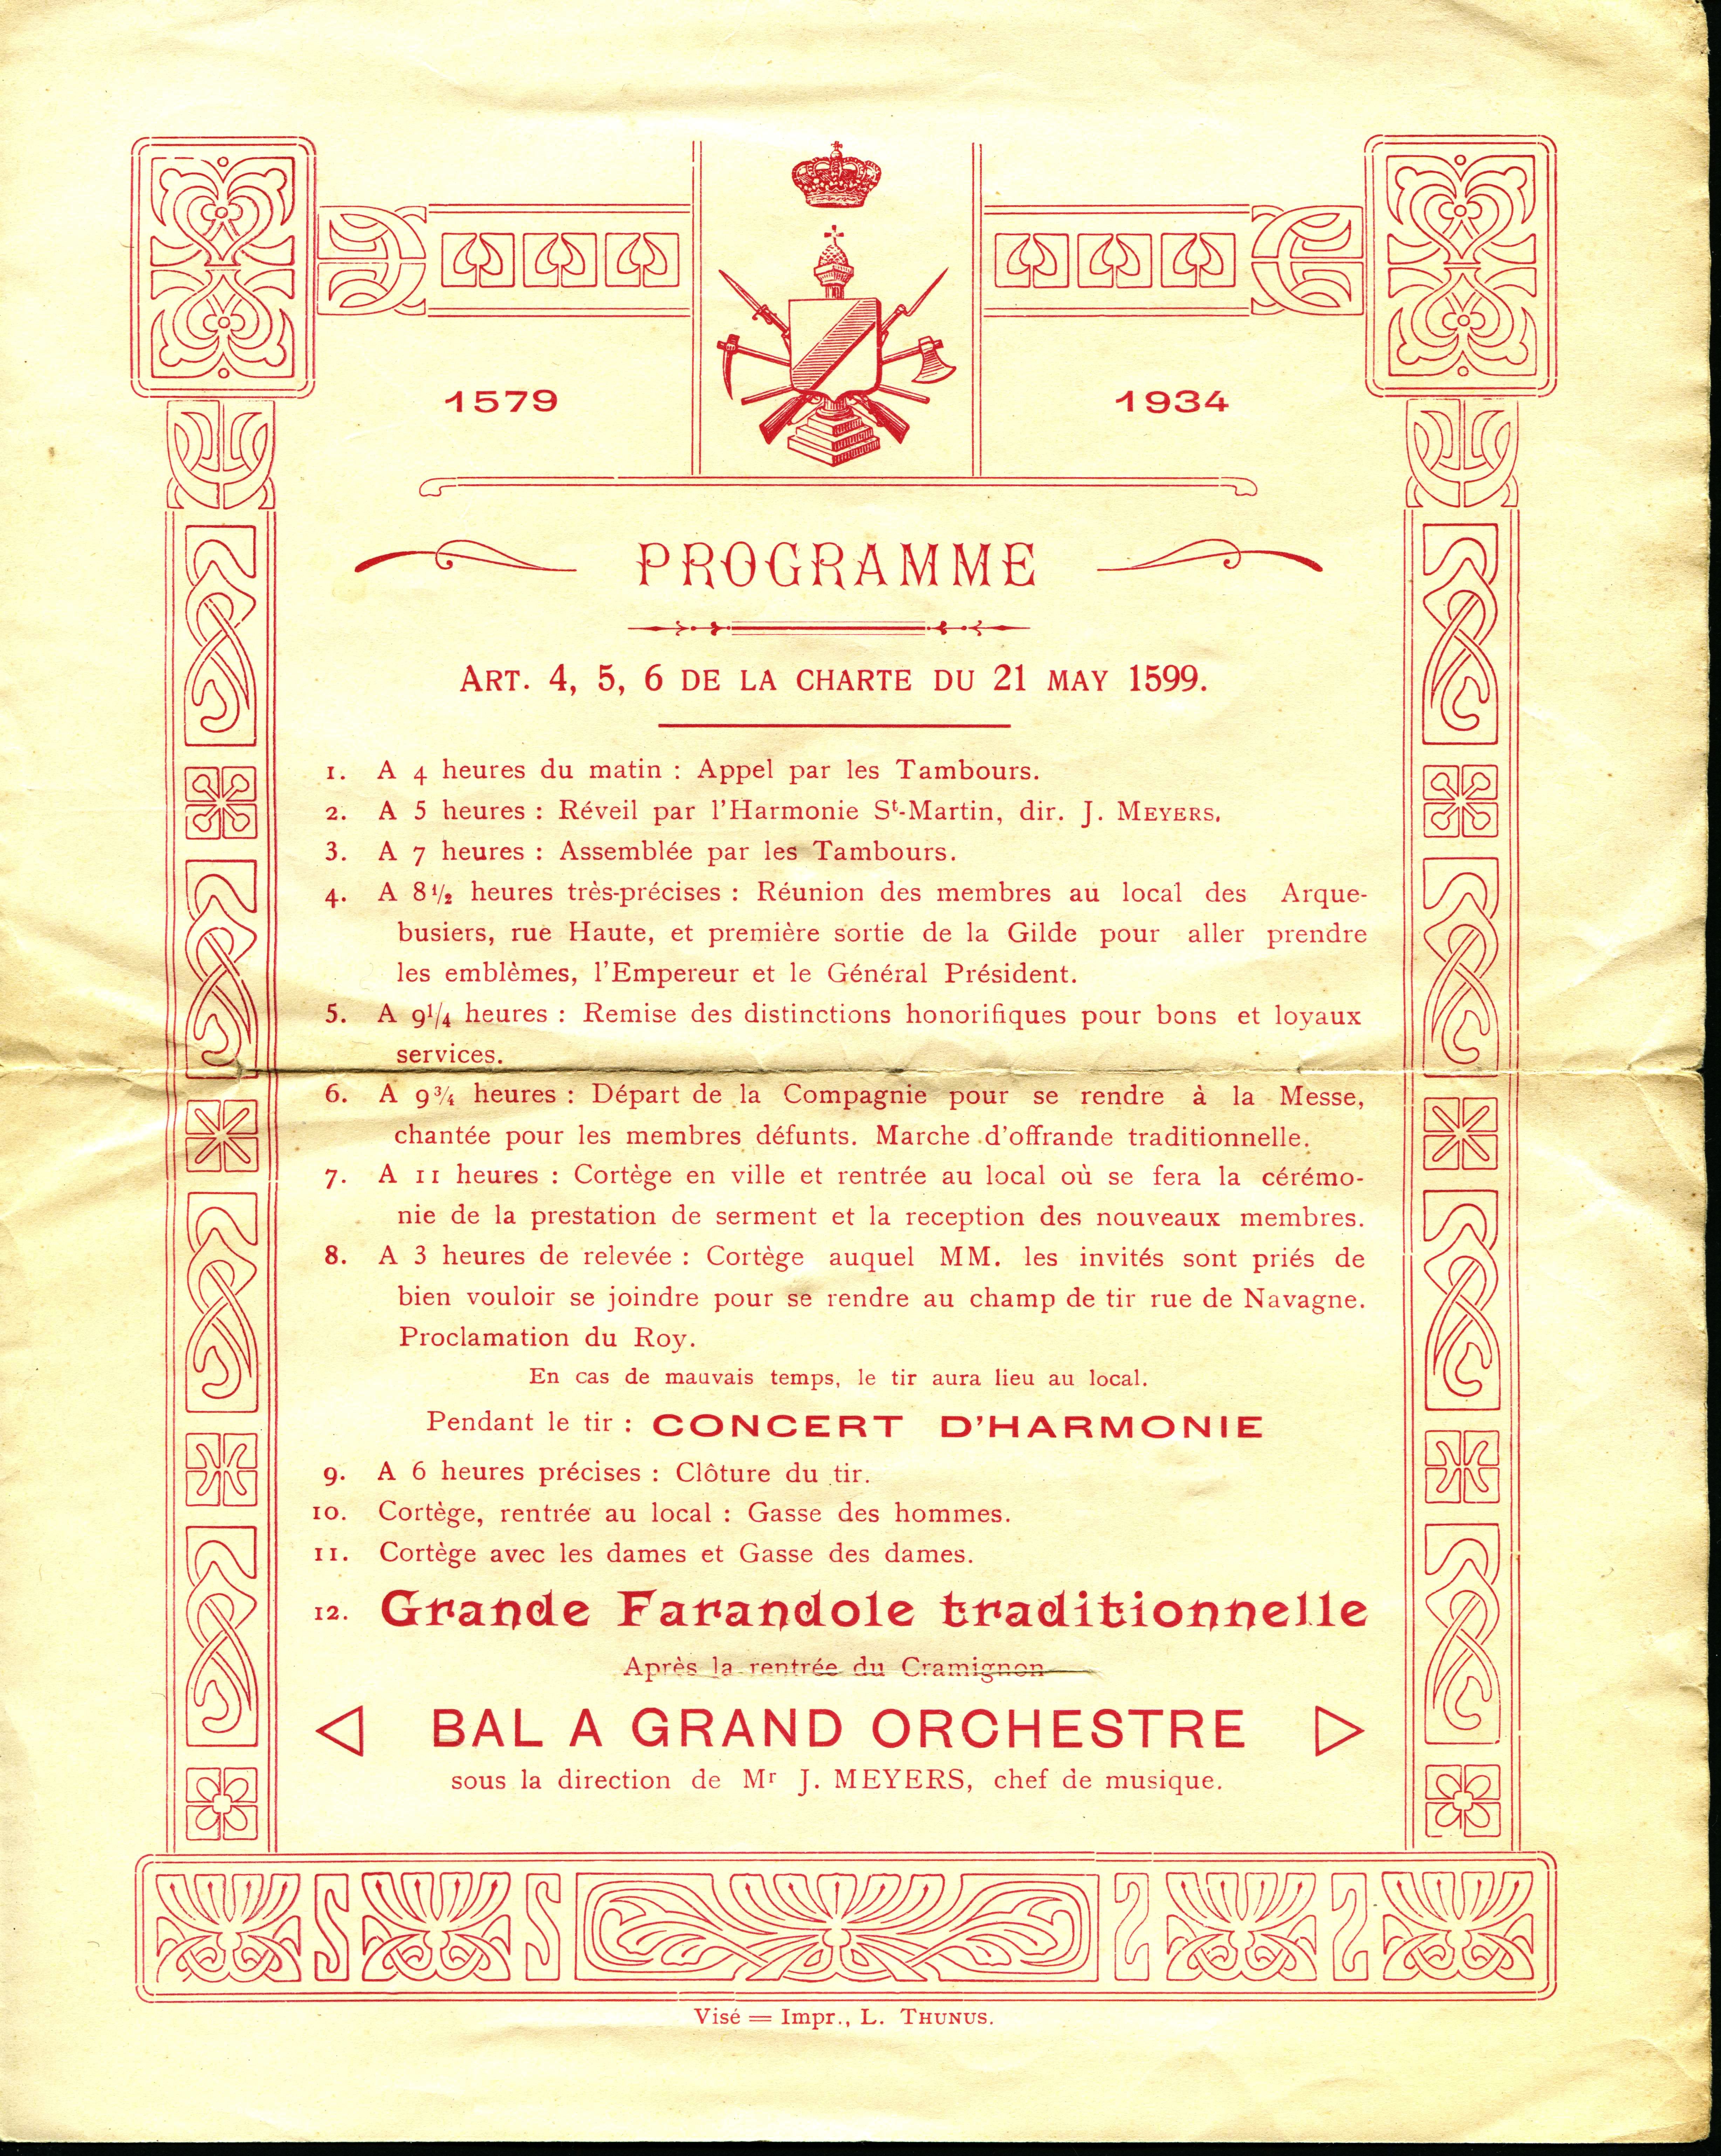 1579
1934
PROGRAMME
ART. 4, 5, 6 DE LA CHARTE DU 21 MAY 1599.
1. A 4 heures du matin : Appel par les Tambours.
2. A 5 heures : Réveil par l'Harmonie St-Martin, dir. J. MEYERS.
3. A 7 heures : Assemblée par les Tambours.
4. A 8 1/2 heures très-précises : Réunion des membres au local des Arque-
busiers, rue Haute, et première sortie de la Gilde pour aller prendre
les emblèmes, l'Empereur et le Général Président.
5. A 9 1/4 heures : Remise des distinctions honorifiques pour bons et loyaux
services.
6. A 9 3/4 heures : Départ de la Compagnie pour se rendre à la Messe,
chantée pour les membres défunts. Marche d'offrande traditionnelle.
7. A 11 heures : Cortège en ville et rentrée au local où se fera la cérémo-
nie de la prestation de serment et la reception des nouveaux membres.
8. A 3 heures de relevée : Cortège auquel MM. les invités sont priés de
bien vouloir se joindre pour se rendre au champ de tir rue de Navagne.
Proclamation du Roy.
En cas de mauvais temps, le tir aura lieu au local.
Pendant le tir : CONCERT D'HARMONIE
9. A 6 heures précises : Clôture du tir.
10. Cortège, rentrée au local : Gasse des hommes.
11. Cortège avec les dames et Gasse des dames.
12. Grande Farandole traditionnelle
Après la rentrée du Cramignon
BAL A GRAND ORCHESTRE
sous la direction de Mr J. MEYERS, chef de musique.
Visé = Impr., L. THUNUS.